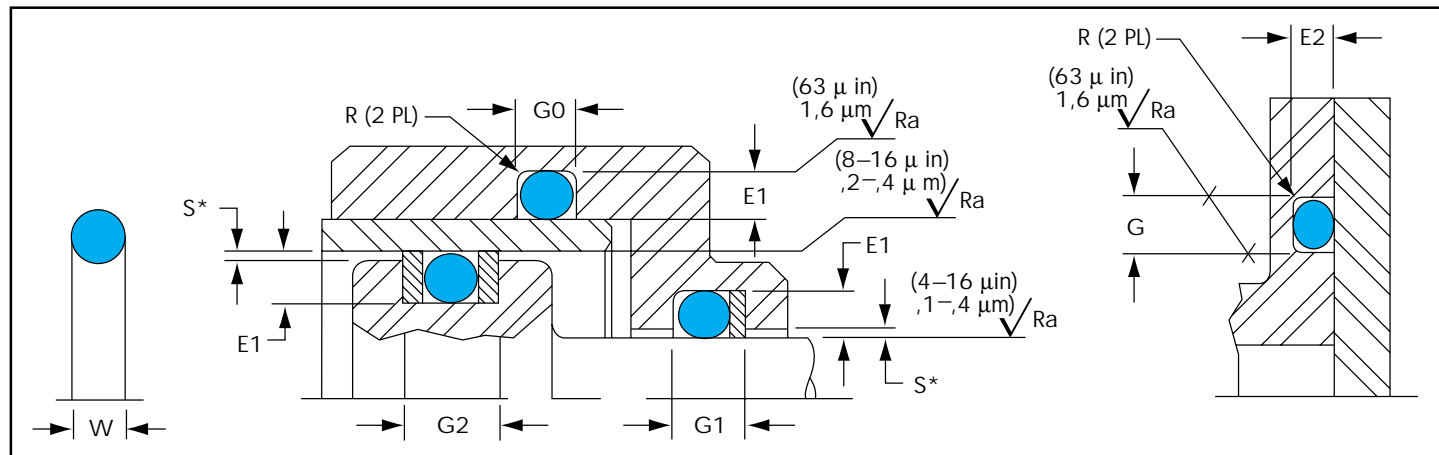 R (2 PL)
G0
(63 µ in)
1,6 µm
Ra
(8–16 µ in)
,2–,4 µ m)
Ra
E1
S*
E1
E1
(4–16 µin)
,1–,4 µm)
Ra
S*
W
G2
G1
R (2 PL)
E2
(63 µ in)
1,6 µm
Ra
G